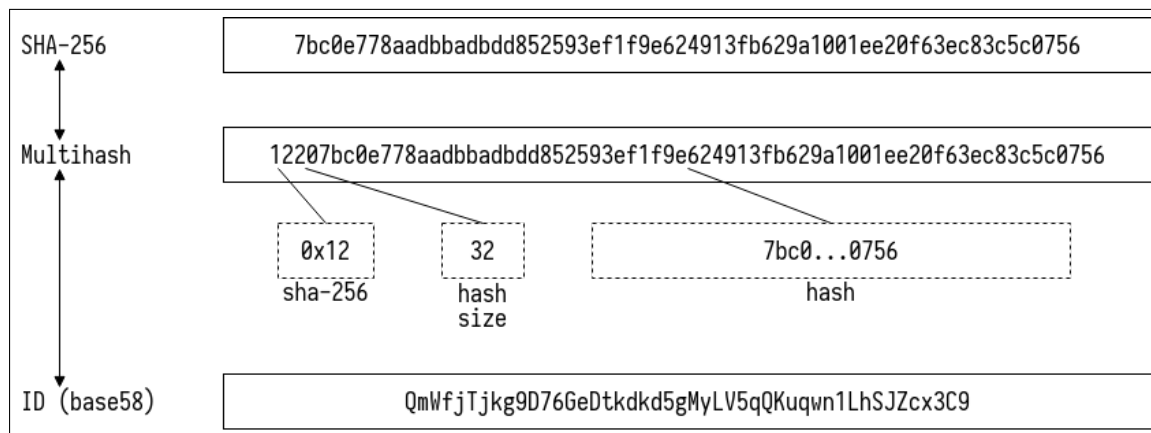 SHA-256 7bc0e778aadbbadbdd852593ef1f9e624913fb629a1001ee20f63ec83c5c0756
Multihash 12207bc0e778aadbbadbdd852593ef1f9e624913fb629a1001ee20f63ec83c5c0756
0x12 32 7bc0...0756
sha-256 hash hash
size
ID (base58) QmWfjTjkg9D76GeDtkdkd5gMyLV5qQKuqwn1LhSJZcx3C9